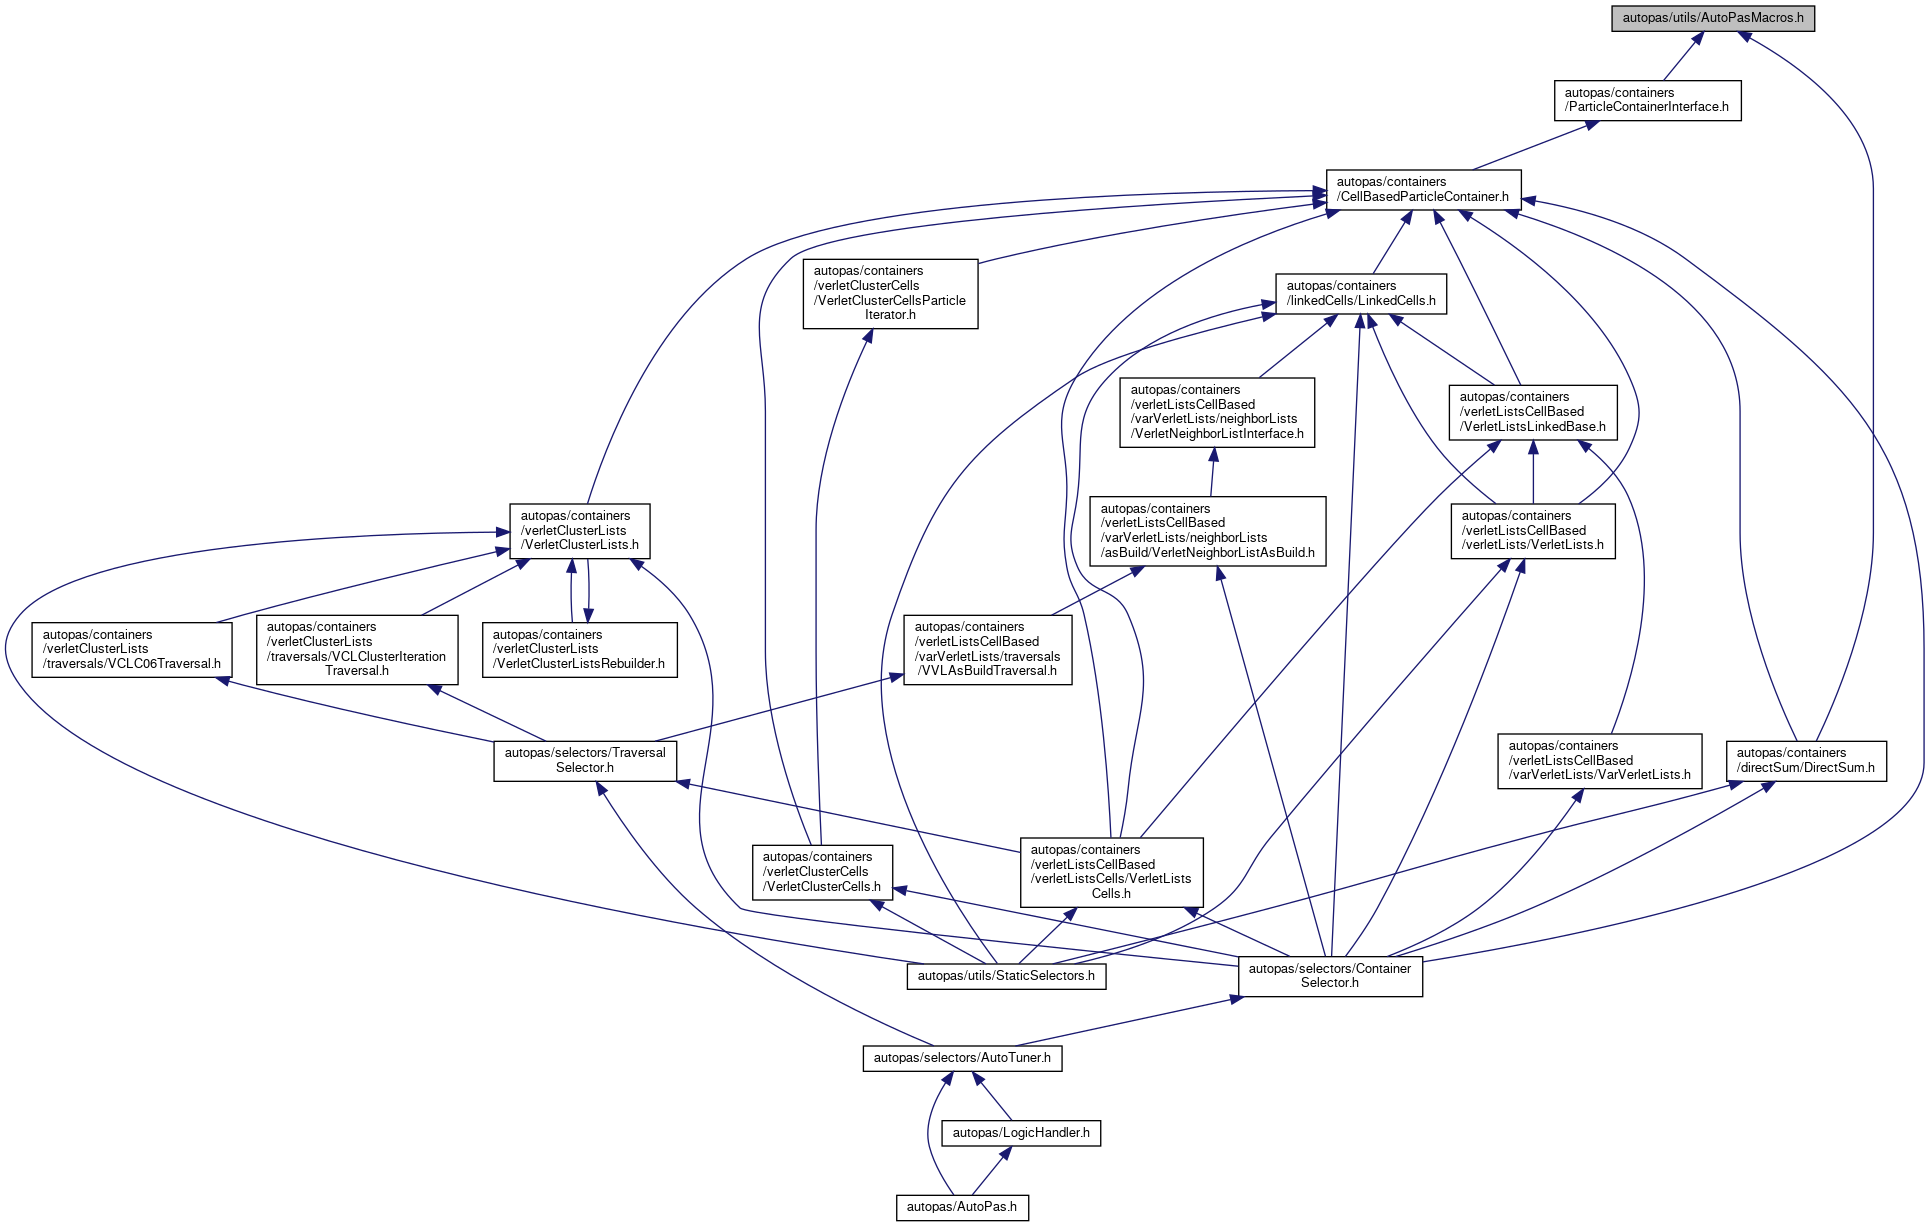 autopas/utils/AutoPasMacros.h
autopas/containers
/ParticleContainerInterface.h
autopas/containers
/CellBasedParticleContainer.h
autopas/containers
/verletClusterCells
/VerletClusterCellsParticle
Iterator.h
autopas/containers
/linkedCells/LinkedCells.h
autopas/containers
/verletListsCellBased
/varVerletLists/neighborLists
/VerletNeighborListInterface.h
autopas/containers
/verletListsCellBased
/VerletListsLinkedBase.h
autopas/containers
/verletClusterLists
/VerletClusterLists.h
autopas/containers
/verletListsCellBased
/varVerletLists/neighborLists
/asBuild/VerletNeighborListAsBuild.h
autopas/containers
/verletListsCellBased
/verletLists/VerletLists.h
autopas/containers
/verletClusterLists
/traversals/VCLC06Traversal.h
autopas/containers
/verletClusterLists
/traversals/VCLClusterIteration
Traversal.h
autopas/containers
/verletClusterLists
/VerletClusterListsRebuilder.h
autopas/containers
/verletListsCellBased
/varVerletLists/traversals
/VVLAsBuildTraversal.h
autopas/selectors/Traversal
Selector.h
autopas/containers
/verletListsCellBased
/varVerletLists/VarVerletLists.h
autopas/containers
/directSum/DirectSum.h
autopas/containers
/verletClusterCells
/VerletClusterCells.h
autopas/containers
/verletListsCellBased
/verletListsCells/VerletLists
Cells.h
autopas/utils/StaticSelectors.h
autopas/selectors/Container
Selector.h
autopas/selectors/AutoTuner.h
autopas/LogicHandler.h
autopas/AutoPas.h